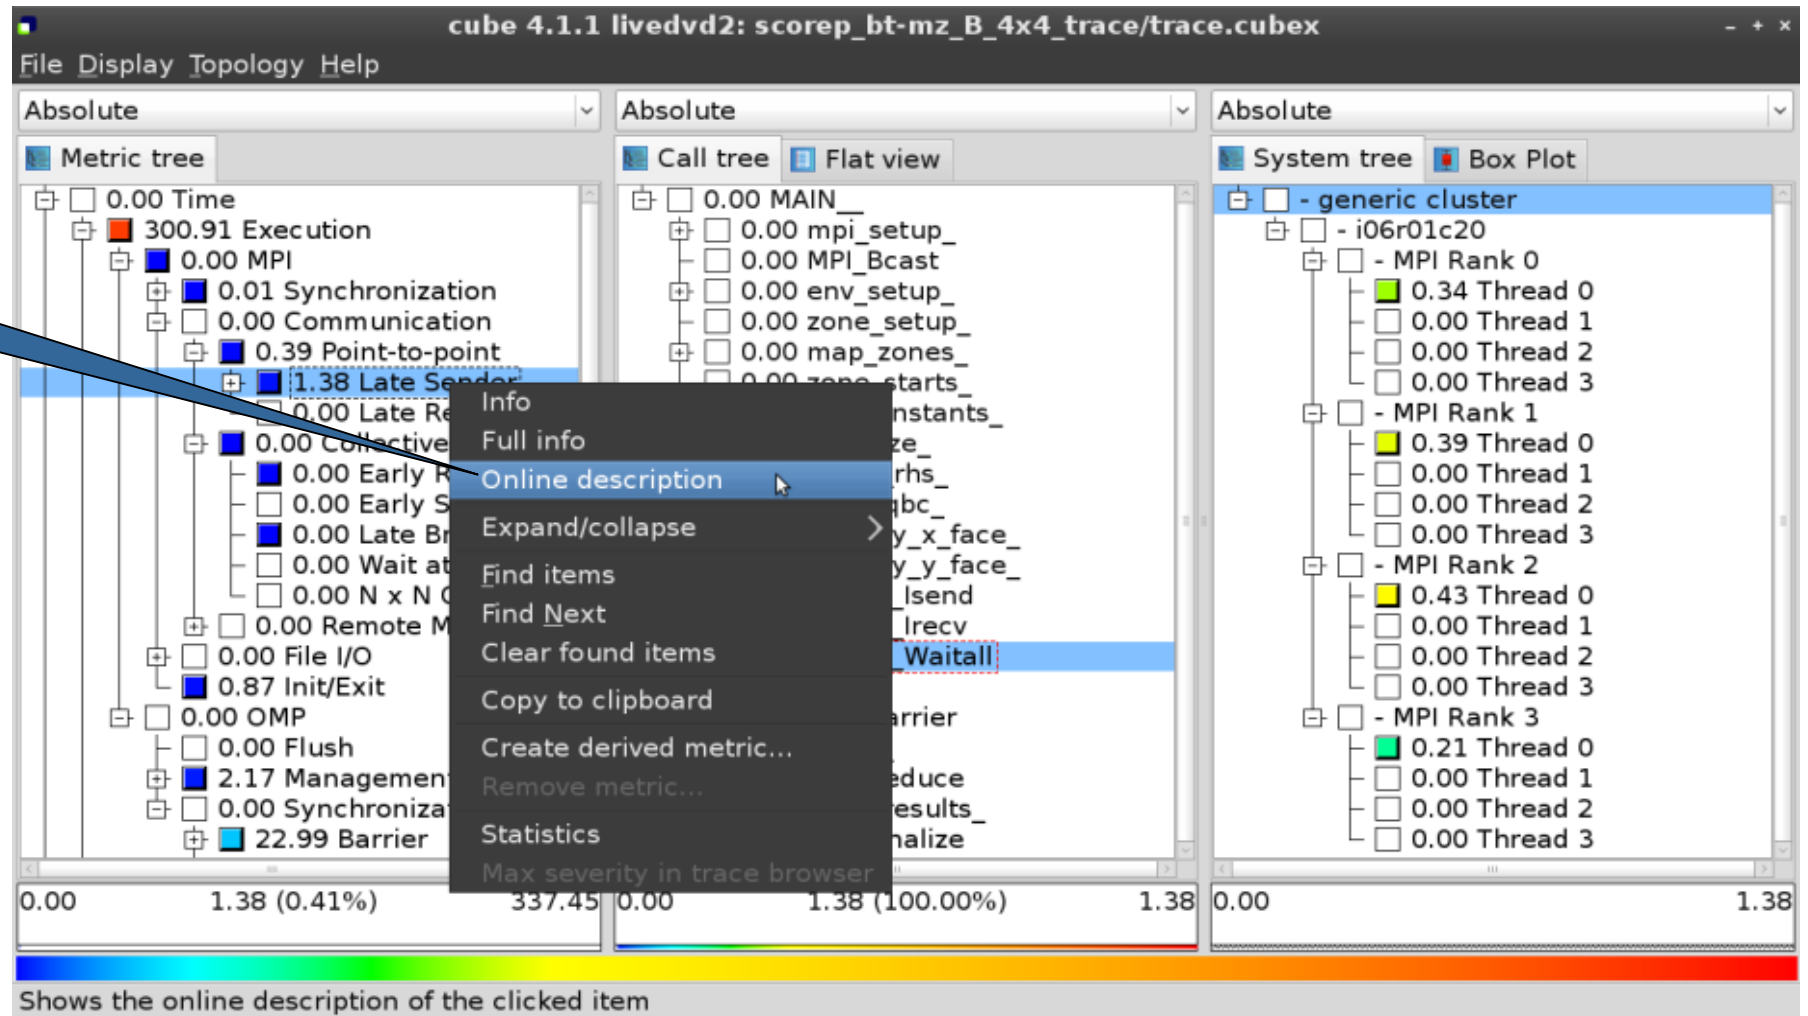 cube 4.1.1 livedvd2: scorep_bt-mz_B_4x4_trace/trace.cubex
File Display Topology Help
Absolute
Metric tree
0.00 Time
300.91 Execution
0.00 MPI
0.01 Synchronization
0.00 Communication
0.39 Point-to-point
1.38 Late Sender
0.00 Late Re
0.00 Collective
0.00 Early R
0.00 Early S
0.00 Late Br
0.00 Wait at
0.00 N x N
0.00 Remote M
0.00 File I/O
0.87 Init/Exit
0.00 OMP
0.00 Flush
2.17 Managemen
0.00 Synchroniza
22.99 Barrier
0.00 1.38 (0.41%) 337.45
Info
Full info
Online description
Expand/collapse
Find items
Find Next
Clear found items
Copy to clipboard
Create derived metric...
Remove metric...
Statistics
Max severity in trace browser
Absolute
Call tree Flat view
0.00 MAIN__
0.00 mpi_setup_
0.00 MPI_Bcast
0.00 env_setup_
0.00 zone_setup_
0.00 map_zones_
0.00 zone_starts_
nstants_
ze_
rhs_
qbc_
y_x_face_
y_y_face_
_Isend
_Irecv
_Waitall
arrier
educe
esults_
nalize
0.00 1.38 (100.00%) 1.38
Absolute
System tree Box Plot
- generic cluster
- i06r01c20
- MPI Rank 0
0.34 Thread 0
0.00 Thread 1
0.00 Thread 2
0.00 Thread 3
- MPI Rank 1
0.39 Thread 0
0.00 Thread 1
0.00 Thread 2
0.00 Thread 3
- MPI Rank 2
0.43 Thread 0
0.00 Thread 1
0.00 Thread 2
0.00 Thread 3
- MPI Rank 3
0.21 Thread 0
0.00 Thread 1
0.00 Thread 2
0.00 Thread 3
0.00 1.38
Shows the online description of the clicked item